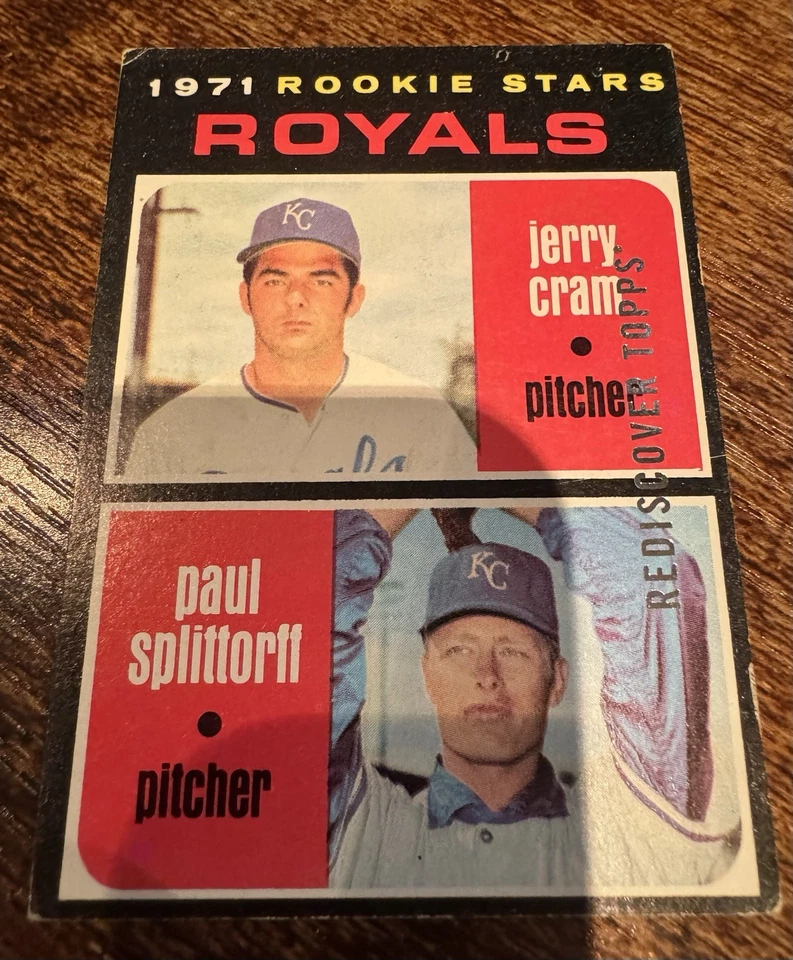 1971 ROOKIE STARS
ROYALS
KC
jerry
cram
pitcher
REDISCOVER TOPPS
paul
splittorff
pitcher
KC